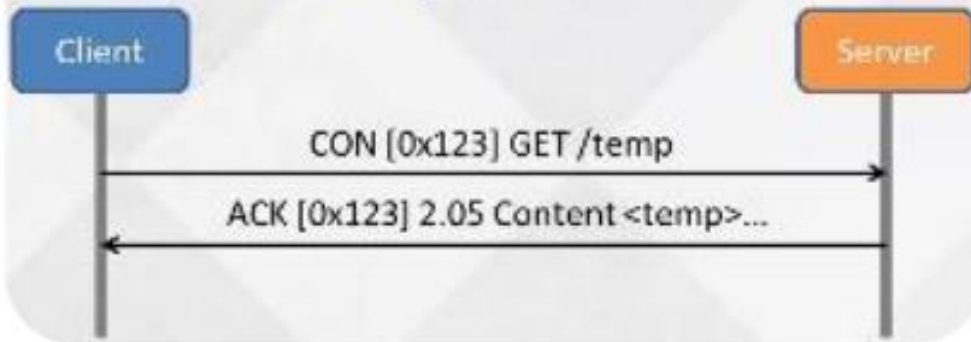 Client
Server
CON [0x123] GET /temp
ACK [0x123] 2.05 Content <temp>...